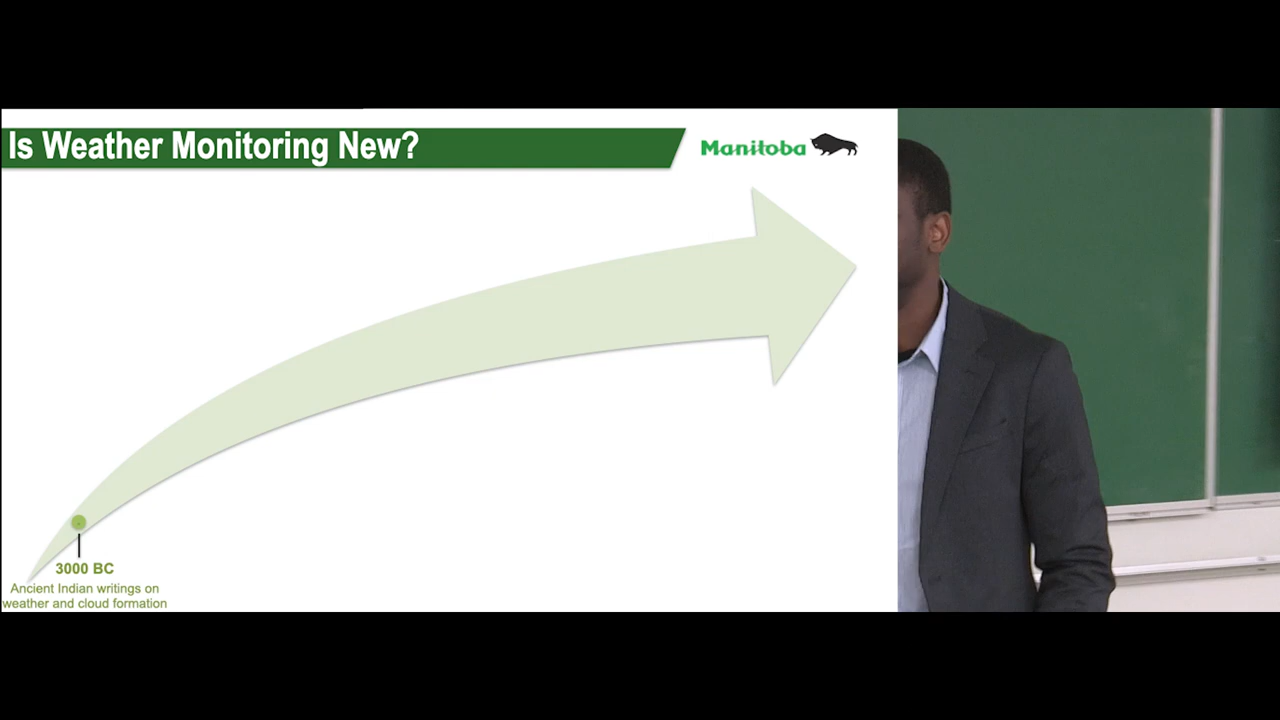 Is Weather Monitoring New?
Manitoba
3000 BC
Ancient Indian writings on
weather and cloud formation